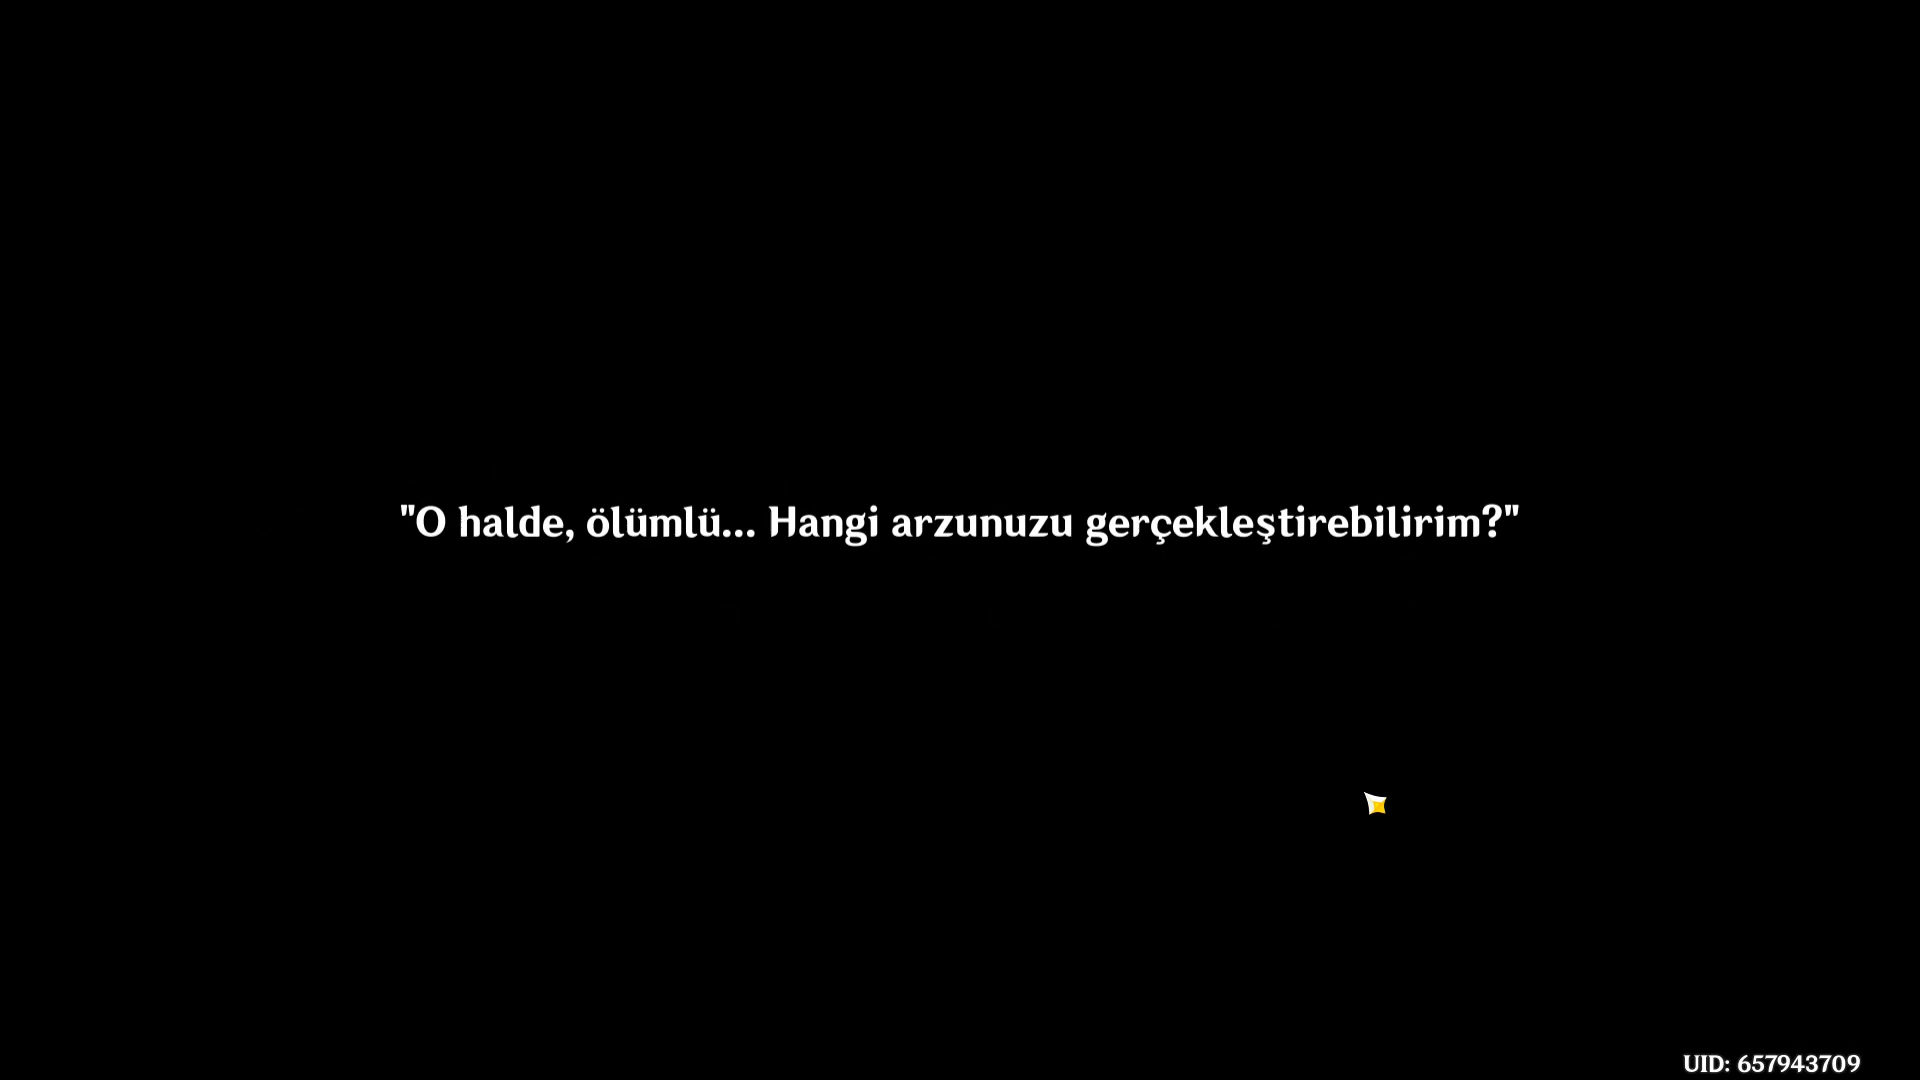 "O halde, ölümlü... Hangi arzunuzu gerçekleştirebilirim?"
UID: 657943709